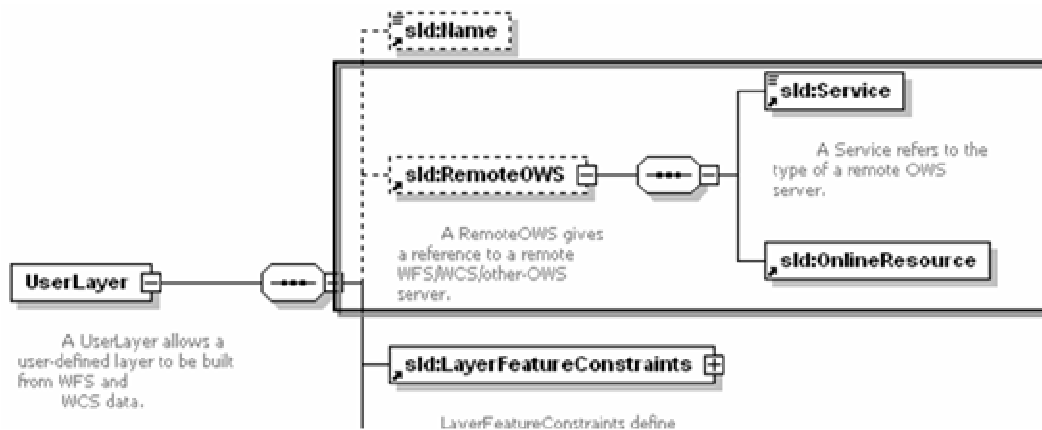 sld:Name
sld:Service
A Service refers to the
type of a remote OWS
server.
sld:RemoteOWS
A RemoteOWS gives
a reference to a remote
WFS/WCS/other-OWS
server.
sld:OnlineResource
UserLayer
A UserLayer allows a
user-defined layer to be built
from WFS and
WCS data.
sld:LayerFeatureConstraints
LayerFeatureConstraints define